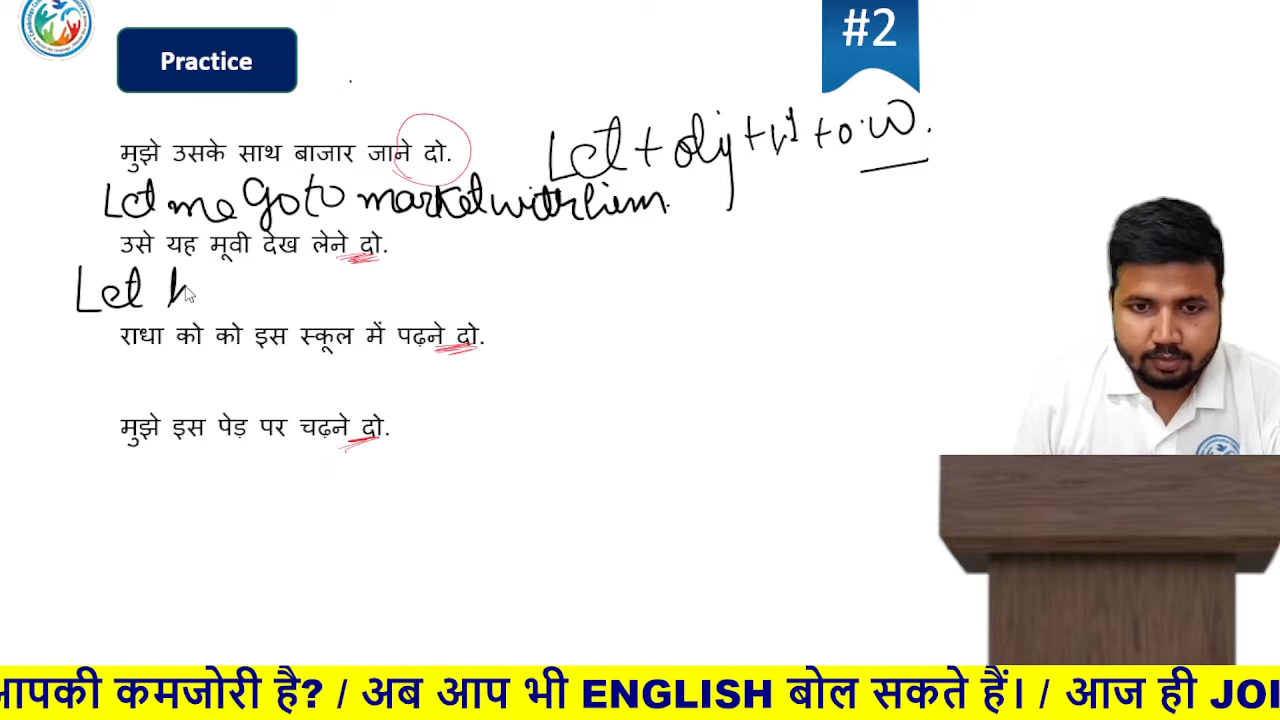 #2
Practice
Let + obj + v1 + o.w.
मुझे उसके साथ बाजार जाने दो.
Let me go to market with him.
उसे यह मूवी देख लेने दो.
Let h
राधा को को इस स्कूल में पढ़ने दो.
मुझे इस पेड़ पर चढ़ने दो.
आपकी कमजोरी है? / अब आप भी ENGLISH बोल सकते हैं। / आज ही JOI